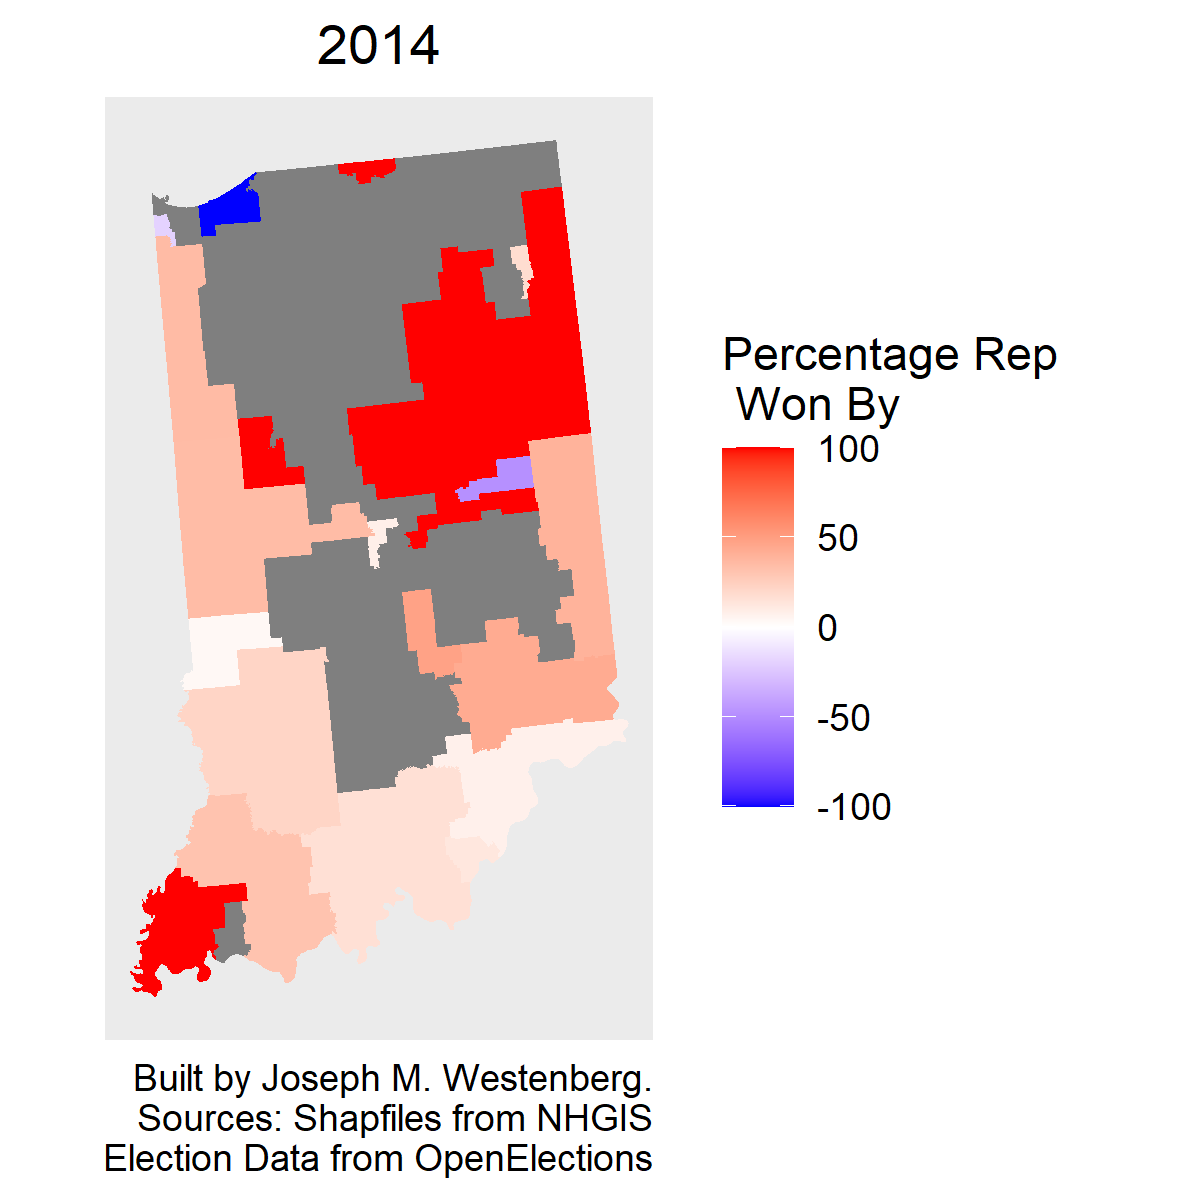 2014
Percentage Rep
Won By
100
50
0
-50
-100
Built by Joseph M. Westenberg.
Sources: Shapfiles from NHGIS
Election Data from OpenElections